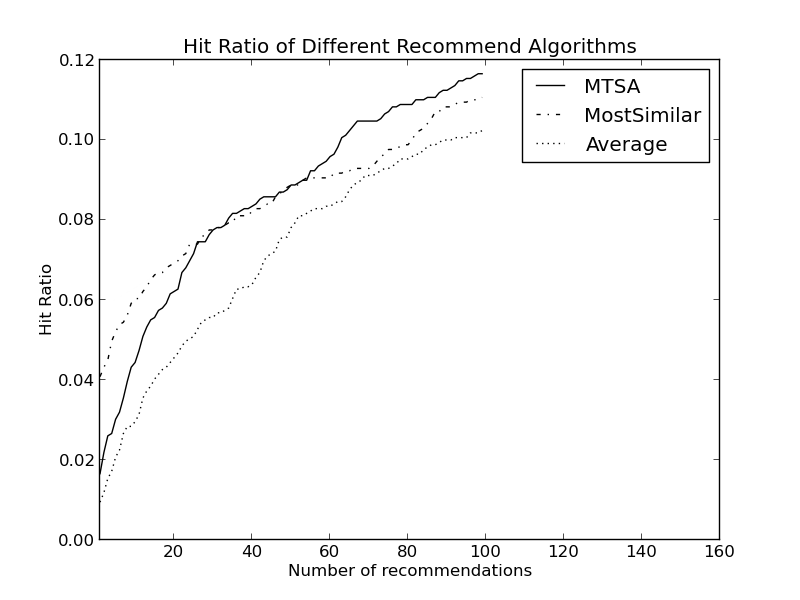 Hit Ratio of Different Recommend Algorithms
0.12
0.10
0.08
0.06
0.04
0.02
0.00
Hit Ratio
MTSA
MostSimilar
Average
20 40 60 80 100 120 140 160
Number of recommendations